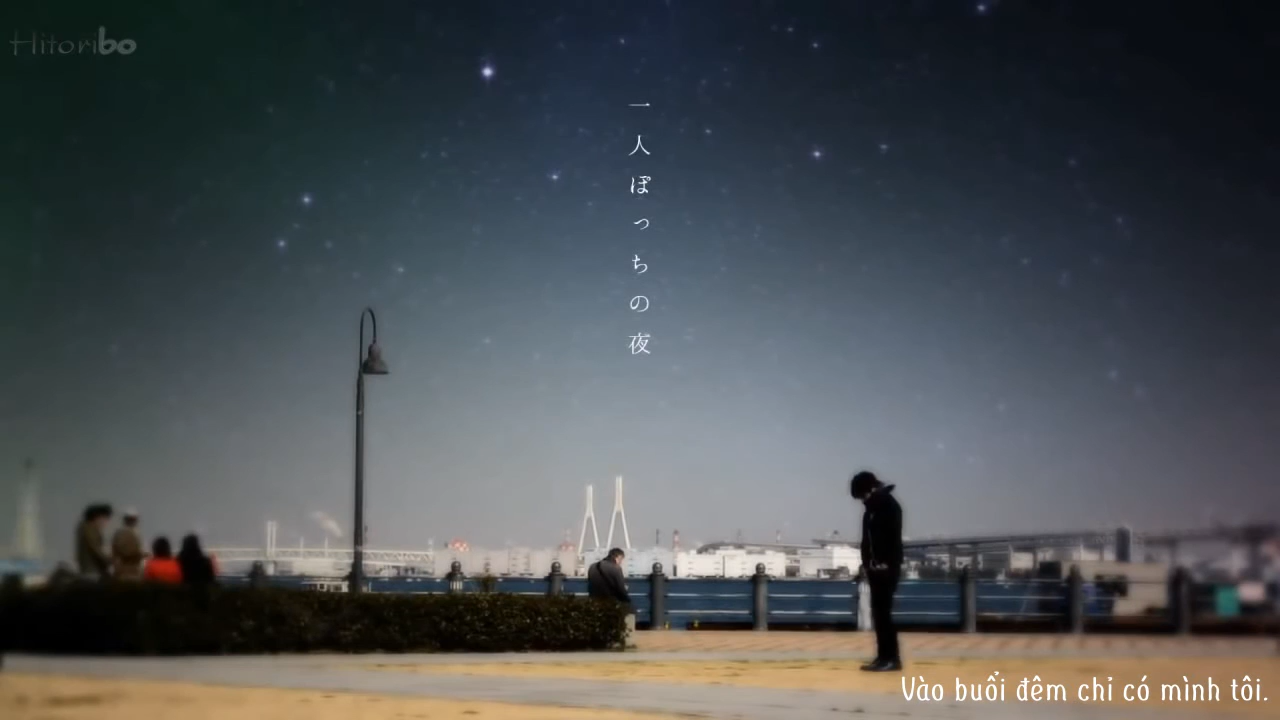 Hitoribo
一人ぼっちの夜
Vào buổi đêm chỉ có mình tôi.